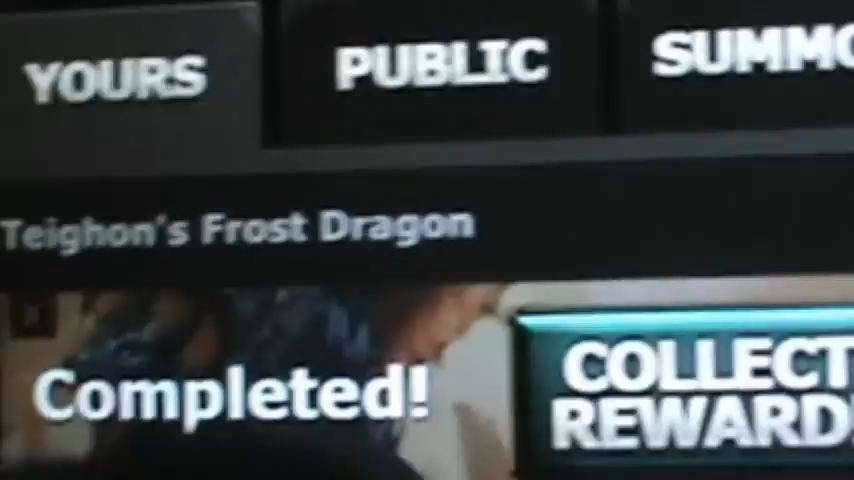 YOURS PUBLIC SUMMO
Teighon's Frost Dragon
Completed!
COLLECT
REWARD